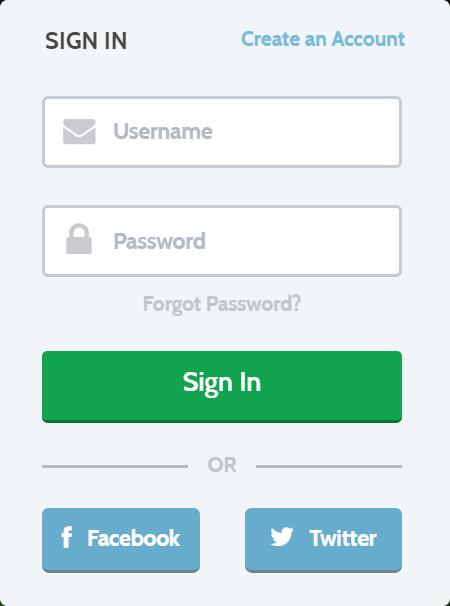 SIGN IN Create an Account
Username
Password
Forgot Password?
Sign In
OR
Facebook Twitter